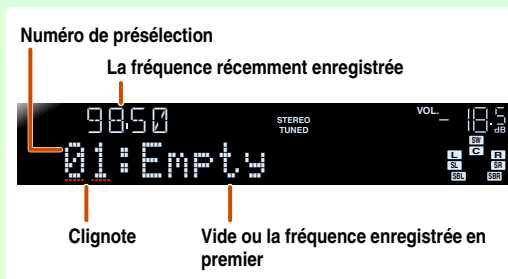 Numéro de présélection
La fréquence récemment enregistrée
98.50
STEREO
TUNED
VOL.
-18.5
dB
01:Empty
SW
L C R
SL SR
SBL SBR
Clignote
Vide ou la fréquence enregistrée en
premier